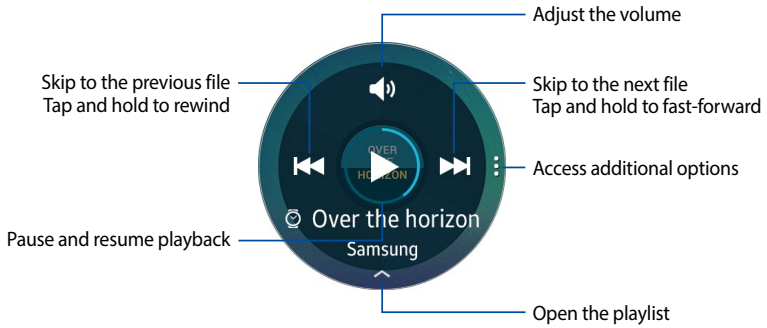 Adjust the volume
Skip to the previous file
Tap and hold to rewind
Skip to the next file
Tap and hold to fast-forward
OVER
HORIZON
Access additional options
Over the horizon
Pause and resume playback
Samsung
Open the playlist